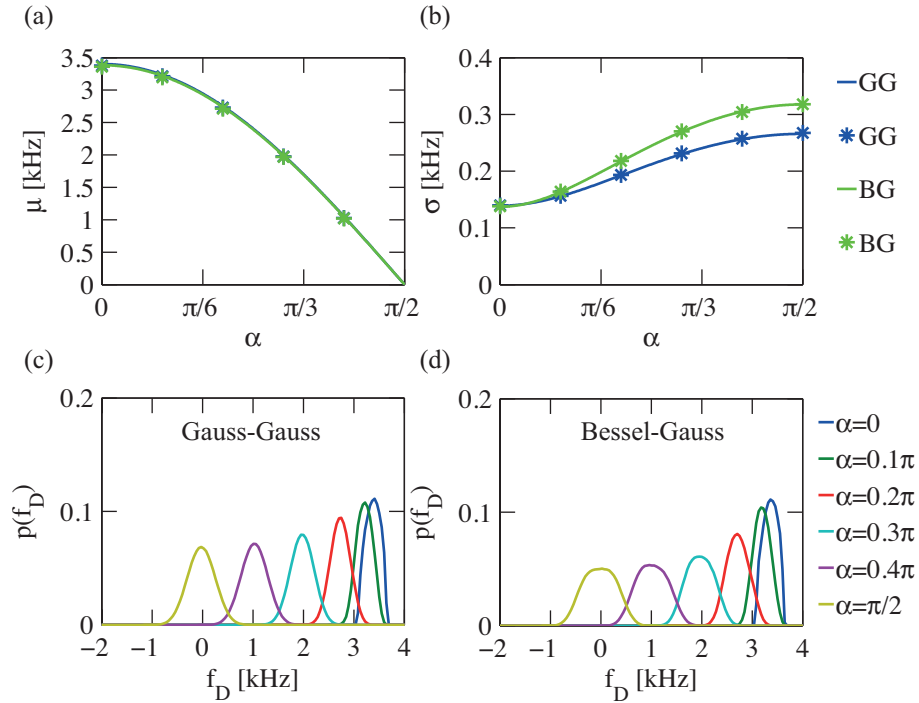 (a)
(b)
3.5
3
2.5
2
1.5
1
0.5
0
μ [kHz]
0
π/6
π/3
π/2
α
0.4
0.3
0.2
0.1
0
σ [kHz]
0
π/6
π/3
π/2
α
GG
GG
BG
BG
(c)
(d)
0.2
0.1
0
p(f_D)
Gauss-Gauss
−2
−1
0
1
2
3
4
f_D [kHz]
0.2
0.1
0
p(f_D)
Bessel-Gauss
−2
−1
0
1
2
3
4
f_D [kHz]
α=0
α=0.1π
α=0.2π
α=0.3π
α=0.4π
α=π/2